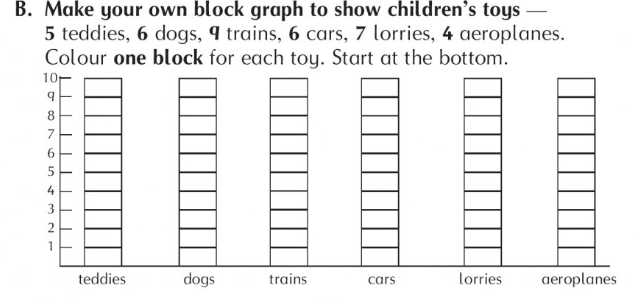 B. Make your own block graph to show children's toys —
5 teddies, 6 dogs, 9 trains, 6 cars, 7 lorries, 4 aeroplanes.
Colour one block for each toy. Start at the bottom.
10
9
8
7
6
5
4
3
2
1
teddies dogs trains cars lorries aeroplanes